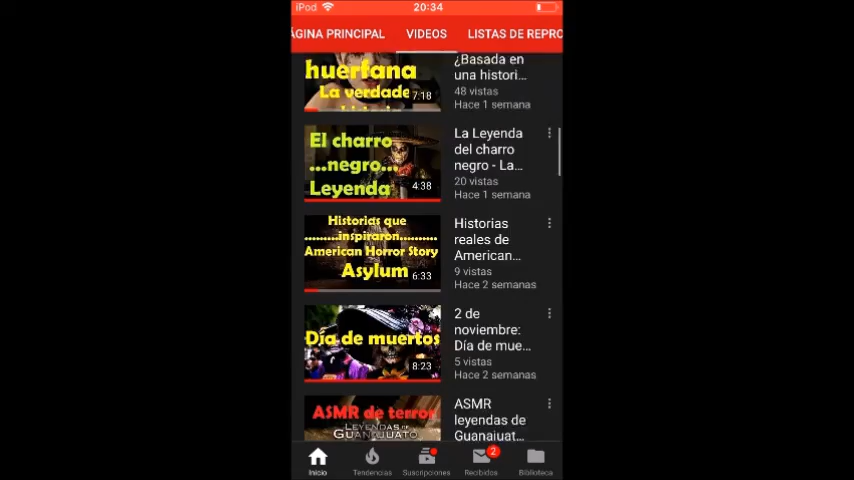 iPod
20:34
ÁGINA PRINCIPAL
VIDEOS
LISTAS DE REPRO
huerfana
La verdade
7:18
¿Basada en
una histori...
48 vistas
Hace 1 semana
El charro
...negro...
Leyenda
4:38
La Leyenda
del charro
negro - La...
20 vistas
Hace 1 semana
Historias que
.........inspiraron..........
American Horror Story
Asylum
6:33
Historias
reales de
American...
9 vistas
Hace 2 semanas
Día de muertos
8:23
2 de
noviembre:
Día de mue...
5 vistas
Hace 2 semanas
ASMR de terror
LEYENDAS DE
GUANAJUATO
ASMR
leyendas de
Guanajuat...
2
Inicio
Tendencias
Suscripciones
Recibidos
Biblioteca